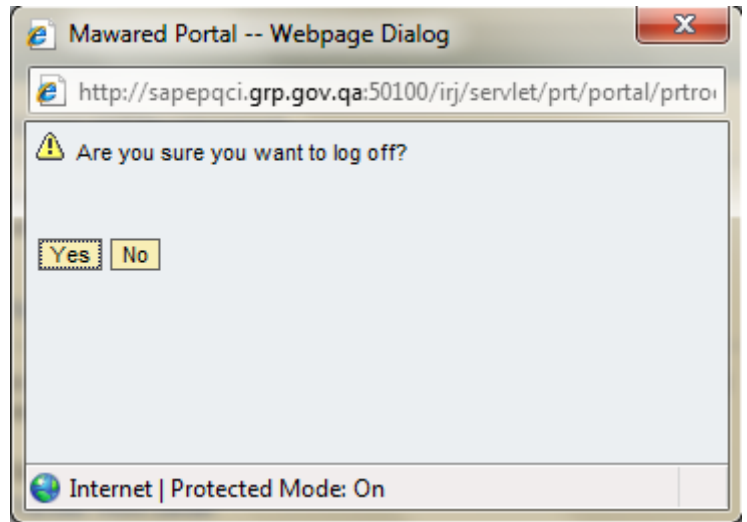 Mawared Portal -- Webpage Dialog
http://sapepqci.grp.gov.qa:50100/irj/servlet/prt/portal/prtro
Are you sure you want to log off?
Yes No
Internet | Protected Mode: On